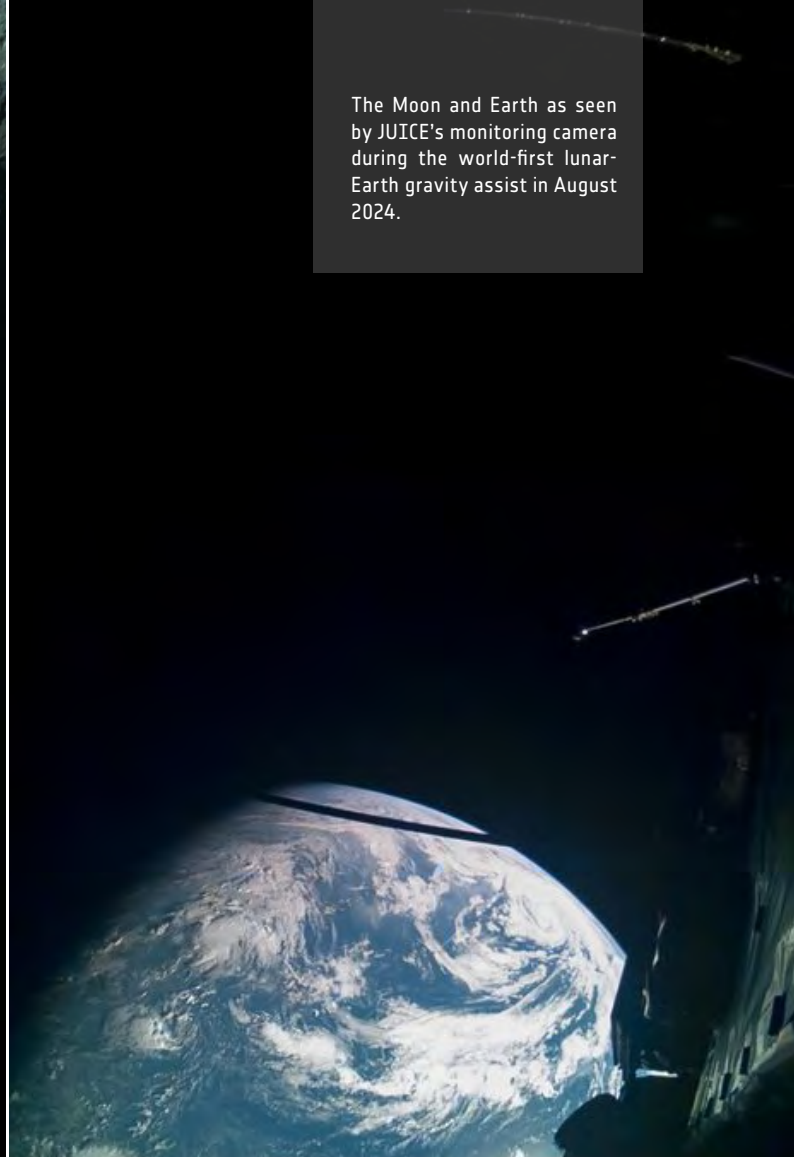 The Moon and Earth as seen
by JUICE's monitoring camera
during the world-first lunar-
Earth gravity assist in August
2024.